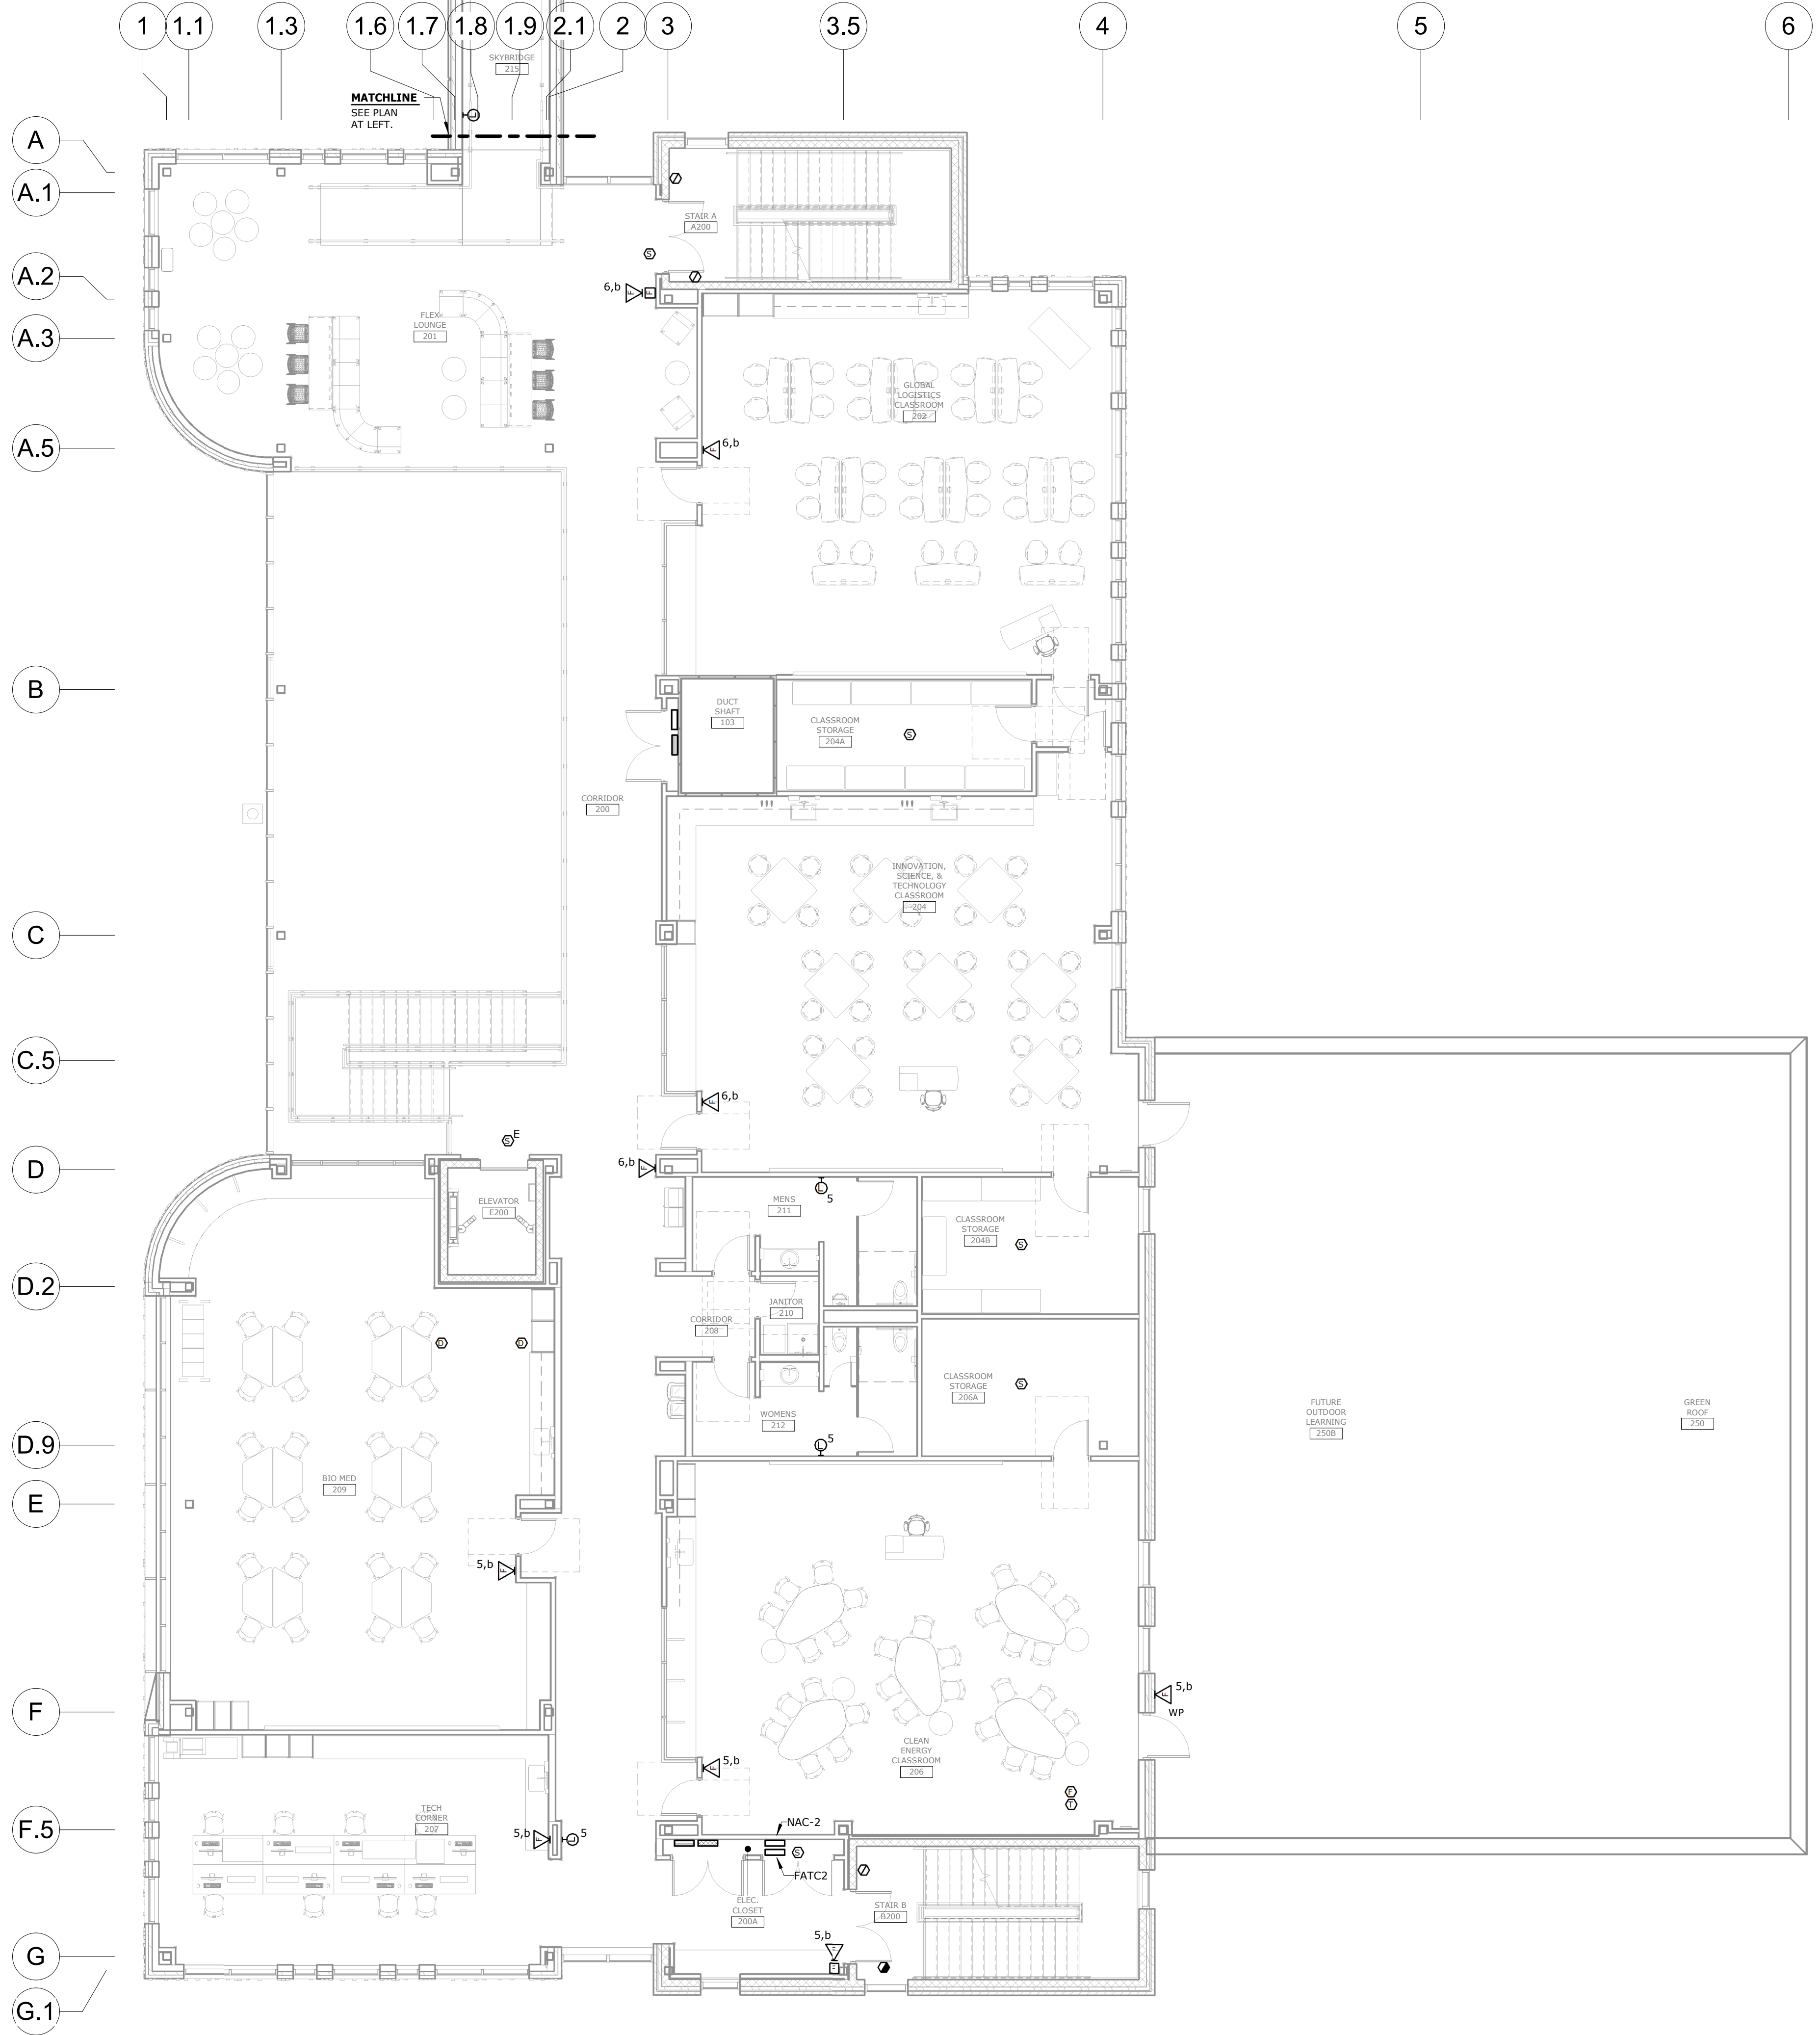 1 1.1 1.3 1.6 1.7 1.8 1.9 2.1 2 3 3.5 4 5 6
SKYBRIDGE
215
MATCHLINE
SEE PLAN
AT LEFT.
L
A
A.1
A.2
A.3
A.5
B
C
C.5
D
D.2
D.9
E
F
F.5
G
G.1
STAIR A
A200
S
6,b
F
F
FLEX
LOUNGE
201
GLOBAL
LOGISTICS
CLASSROOM
202
F
6,b
DUCT
SHAFT
103
CLASSROOM
STORAGE
204A
S
CORRIDOR
200
INNOVATION,
SCIENCE, &
TECHNOLOGY
CLASSROOM
204
F
6,b
S
E
6,b
F
ELEVATOR
E200
MENS
211
L
5
CLASSROOM
STORAGE
204B
S
JANITOR
210
CORRIDOR
208
D
D
CLASSROOM
STORAGE
206A
S
WOMENS
212
L
5
FUTURE
OUTDOOR
LEARNING
250B
GREEN
ROOF
250
BIO MED
209
5,b
F
F
5,b
WP
CLEAN
ENERGY
CLASSROOM
206
F
5,b
F
T
TECH
CORNER
207
5,b
F
L
5
NAC-2
S
FATC2
ELEC.
CLOSET
200A
STAIR B
B200
5,b
F
F